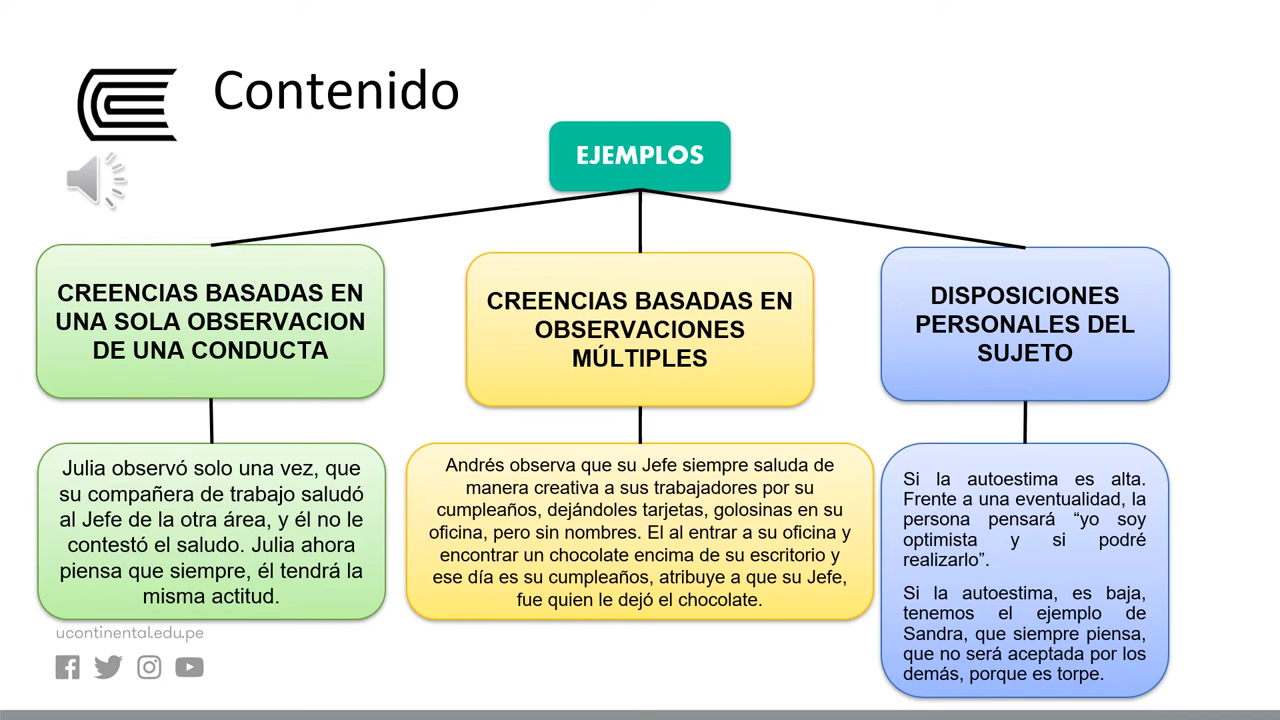 Contenido
EJEMPLOS
CREENCIAS BASADAS EN
UNA SOLA OBSERVACION
DE UNA CONDUCTA
Julia observó solo una vez, que
su compañera de trabajo saludó
al Jefe de la otra área, y él no le
contestó el saludo. Julia ahora
piensa que siempre, él tendrá la
misma actitud.
CREENCIAS BASADAS EN
OBSERVACIONES
MÚLTIPLES
Andrés observa que su Jefe siempre saluda de
manera creativa a sus trabajadores por su
cumpleaños, dejándoles tarjetas, golosinas en su
oficina, pero sin nombres. El al entrar a su oficina y
encontrar un chocolate encima de su escritorio y
ese día es su cumpleaños, atribuye a que su Jefe,
fue quien le dejó el chocolate.
DISPOSICIONES
PERSONALES DEL
SUJETO
Si la autoestima es alta.
Frente a una eventualidad, la
persona pensará “yo soy
optimista y si podré
realizarlo”.
Si la autoestima, es baja,
tenemos el ejemplo de
Sandra, que siempre piensa,
que no será aceptada por los
demás, porque es torpe.
ucontinental.edu.pe